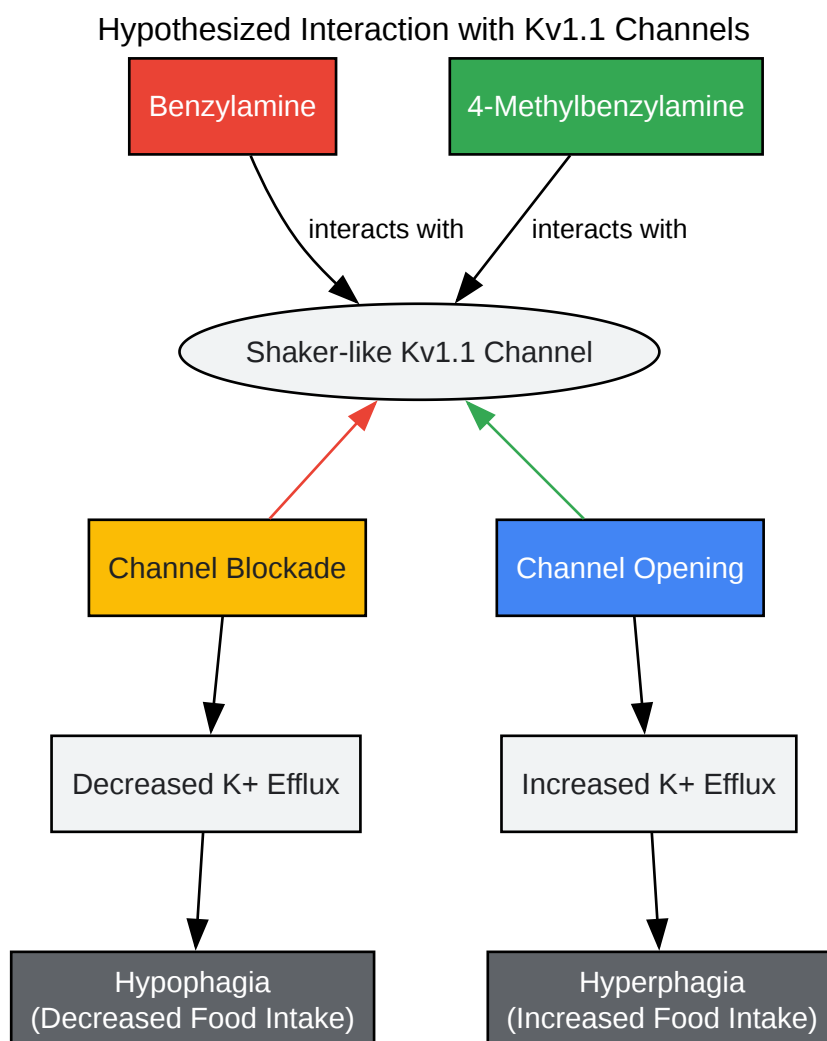 Hypothesized Interaction with Kv1.1 Channels
Benzylamine
4-Methylbenzylamine
interacts with
interacts with
Shaker-like Kv1.1 Channel
Channel Blockade
Channel Opening
Decreased K+ Efflux
Increased K+ Efflux
Hypophagia
(Decreased Food Intake)
Hyperphagia
(Increased Food Intake)